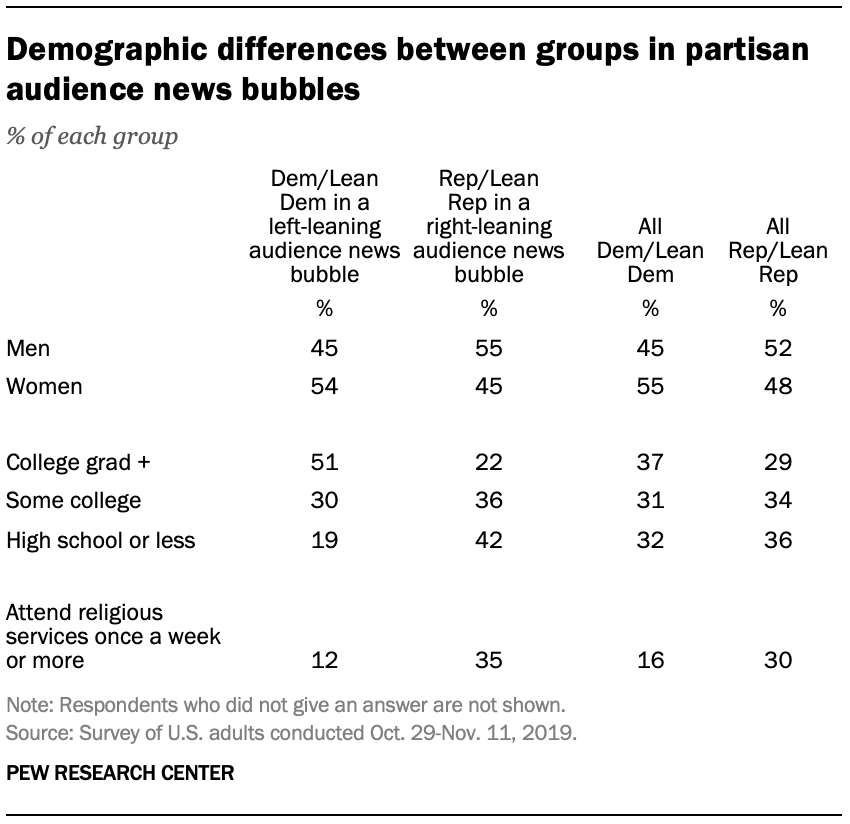 Demographic differences between groups in partisan
audience news bubbles
% of each group
Dem/Lean Dem in a left-leaning audience news bubble
Rep/Lean Rep in a right-leaning audience news bubble
All Dem/Lean Dem
All Rep/Lean Rep
% % % %
Men 45 55 45 52
Women 54 45 55 48
College grad + 51 22 37 29
Some college 30 36 31 34
High school or less 19 42 32 36
Attend religious
services once a week
or more 12 35 16 30
Note: Respondents who did not give an answer are not shown.
Source: Survey of U.S. adults conducted Oct. 29-Nov. 11, 2019.
PEW RESEARCH CENTER